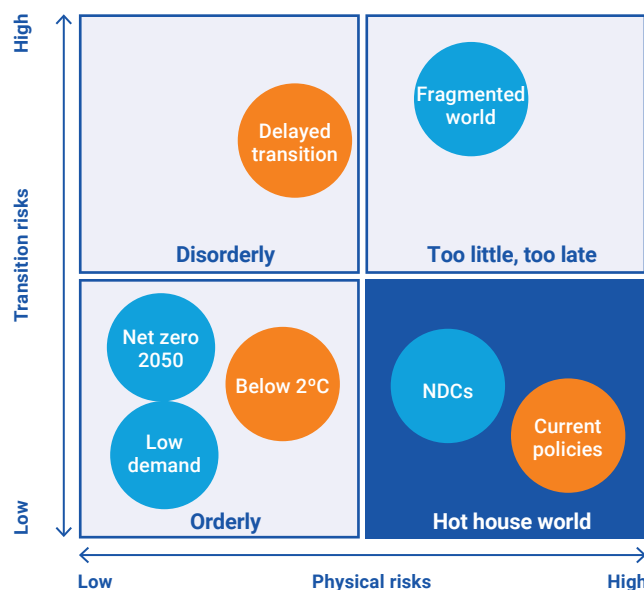 High
Transition risks
Low
Delayed
transition
Disorderly
Fragmented
world
Too little, too late
Net zero
2050
Below 2ºC
Low
demand
Orderly
NDCs
Current
policies
Hot house world
Low
Physical risks
High